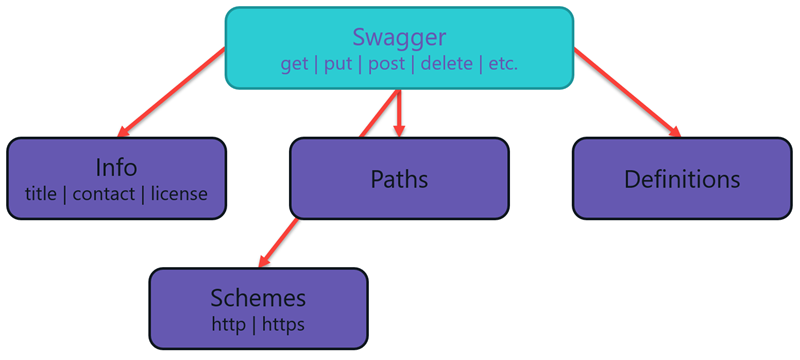 Swagger
get | put | post | delete | etc.
Info
title | contact | license
Paths
Definitions
Schemes
http | https